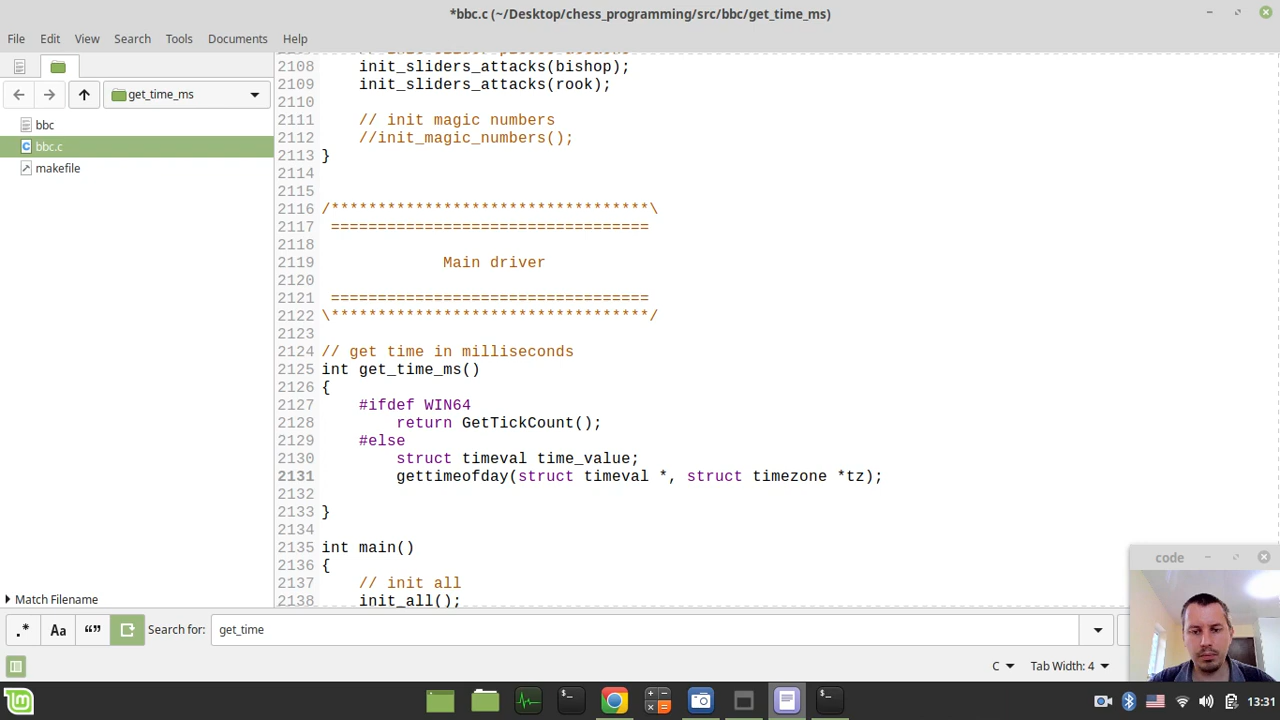 *bbc.c (~/Desktop/chess_programming/src/bbc/get_time_ms)
File Edit View Search Tools Documents Help
get_time_ms
bbc
bbc.c
makefile
Match Filename
2108 init_sliders_attacks(bishop);
2109 init_sliders_attacks(rook);
2110
2111 // init magic numbers
2112 //init_magic_numbers();
2113 }
2114
2115
2116 /**********************************\
2117 ==================================
2118
2119 Main driver
2120
2121 ==================================
2122 \**********************************/
2123
2124 // get time in milliseconds
2125 int get_time_ms()
2126 {
2127 #ifdef WIN64
2128 return GetTickCount();
2129 #else
2130 struct timeval time_value;
2131 gettimeofday(struct timeval *, struct timezone *tz);
2132
2133 }
2134
2135 int main()
2136 {
2137 // init all
2138 init_all();
code
.* Aa “” Search for: get_time
C Tab Width: 4
13:31